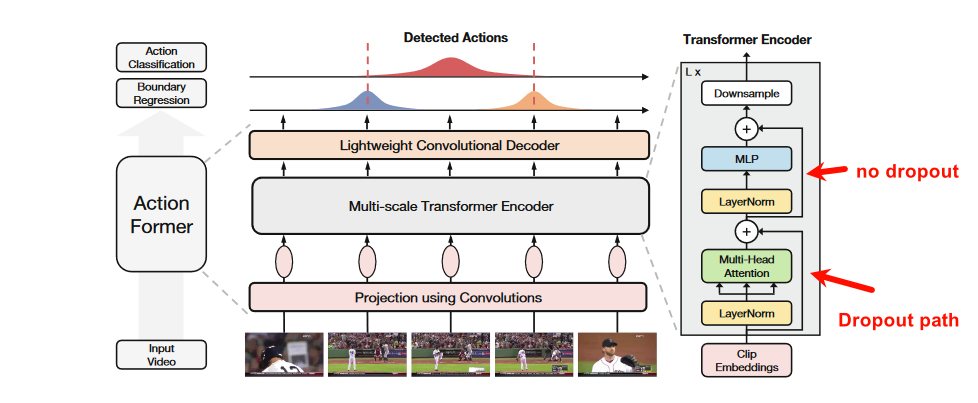 Action
Classification
Boundary
Regression
Action
Former
Input
Video
Detected Actions
Lightweight Convolutional Decoder
Multi-scale Transformer Encoder
Projection using Convolutions
Transformer Encoder
L x
Downsample
+
MLP
LayerNorm
+
Multi-Head
Attention
LayerNorm
Clip
Embeddings
no dropout
Dropout path